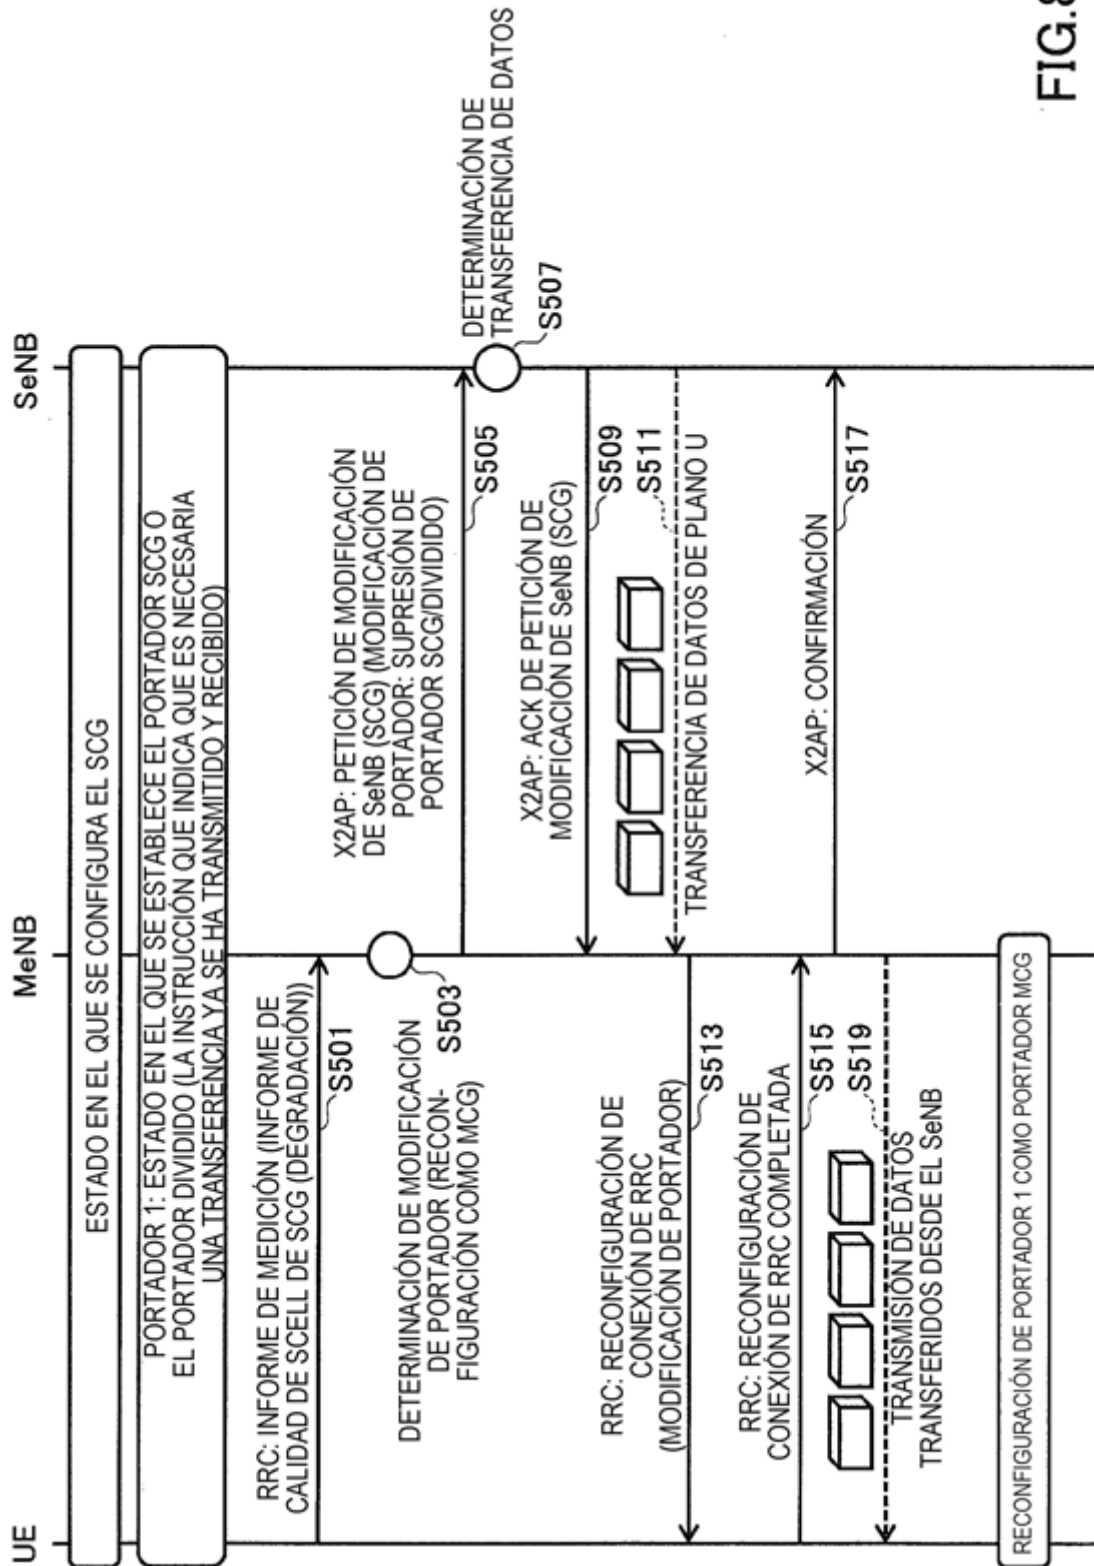 UE
MeNB
SeNB
ESTADO EN EL QUE SE CONFIGURA EL SCG
PORTADOR 1: ESTADO EN EL QUE SE ESTABLECE EL PORTADOR SCG O
EL PORTADOR DIVIDIDO (LA INSTRUCCIÓN QUE INDICA QUE ES NECESARIA
UNA TRANSFERENCIA YA SE HA TRANSMITIDO Y RECIBIDO)
RRC: INFORME DE MEDICIÓN (INFORME DE
CALIDAD DE SCELL DE SCG (DEGRADACIÓN))
S501
DETERMINACIÓN DE MODIFICACIÓN
DE PORTADOR (RECON-
FIGURACIÓN COMO MCG)
S503
X2AP: PETICIÓN DE MODIFICACIÓN
DE SeNB (SCG) (MODIFICACIÓN DE
PORTADOR: SUPRESIÓN DE
PORTADOR SCG/DIVIDIDO)
S505
DETERMINACIÓN DE
TRANSFERENCIA DE DATOS
S507
X2AP: ACK DE PETICIÓN DE
MODIFICACIÓN DE SeNB (SCG)
S509
S511
TRANSFERENCIA DE DATOS DE PLANO U
RRC: RECONFIGURACIÓN DE
CONEXIÓN DE RRC
(MODIFICACIÓN DE PORTADOR)
S513
RRC: RECONFIGURACIÓN DE
CONEXIÓN DE RRC COMPLETADA
S515
X2AP: CONFIRMACIÓN
S517
S519
TRANSMISIÓN DE DATOS
TRANSFERIDOS DESDE EL SeNB
RECONFIGURACIÓN DE PORTADOR 1 COMO PORTADOR MCG